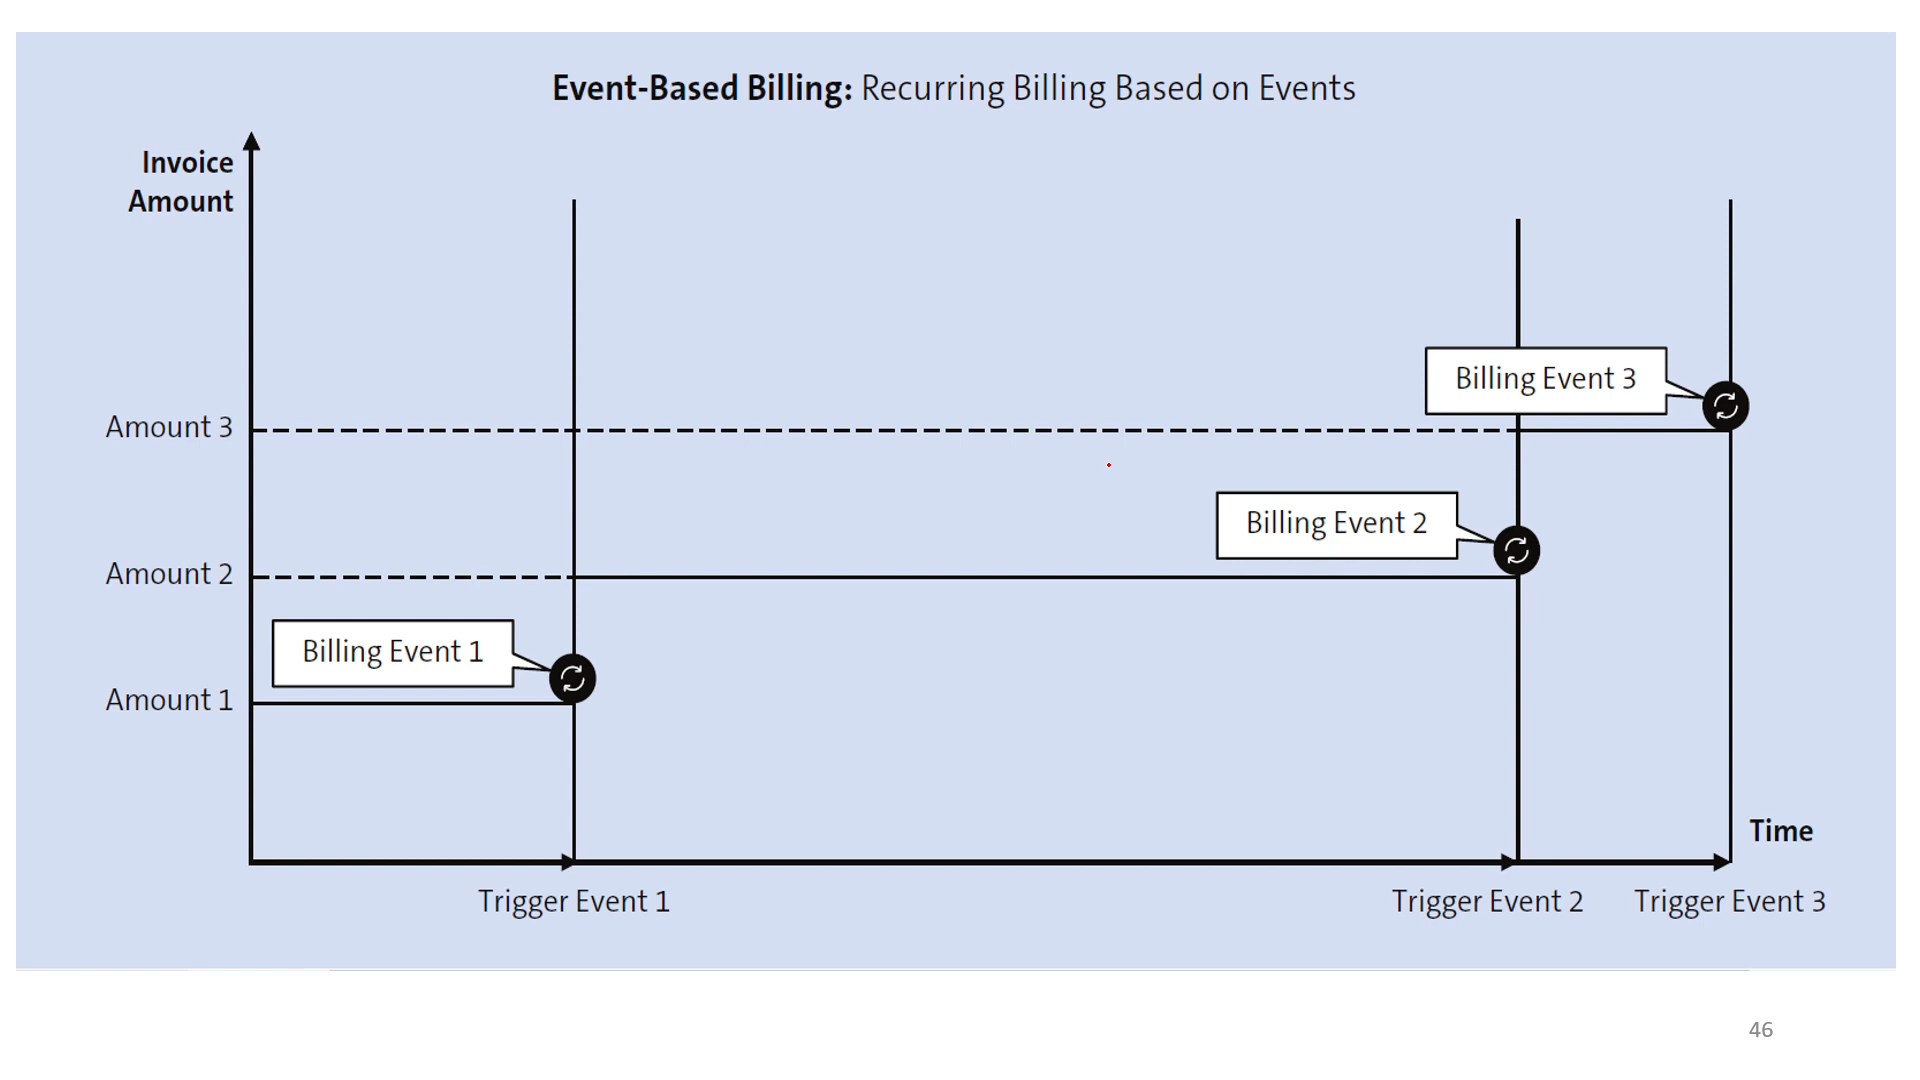 Event-Based Billing: Recurring Billing Based on Events
Invoice
Amount
Billing Event 3
Amount 3
Billing Event 2
Amount 2
Billing Event 1
Amount 1
Time
Trigger Event 1
Trigger Event 2
Trigger Event 3
46